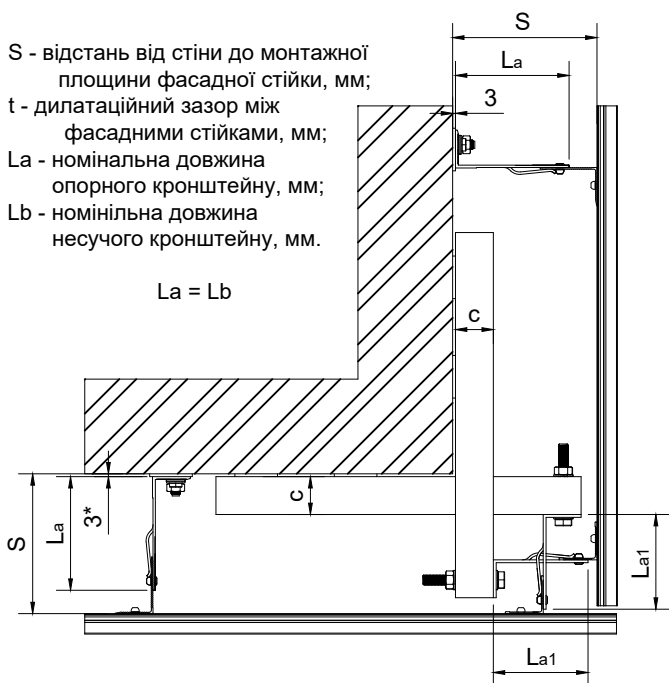 S - відстань від стіни до монтажної
площини фасадної стійки, мм;
t - дилатаційний зазор між
фасадними стійками, мм;
La - номінальна довжина
опорного кронштейну, мм;
Lb - номінільна довжина
несучого кронштейну, мм.
La = Lb
S
La
3
c
c
S
La
3*
La1
La1